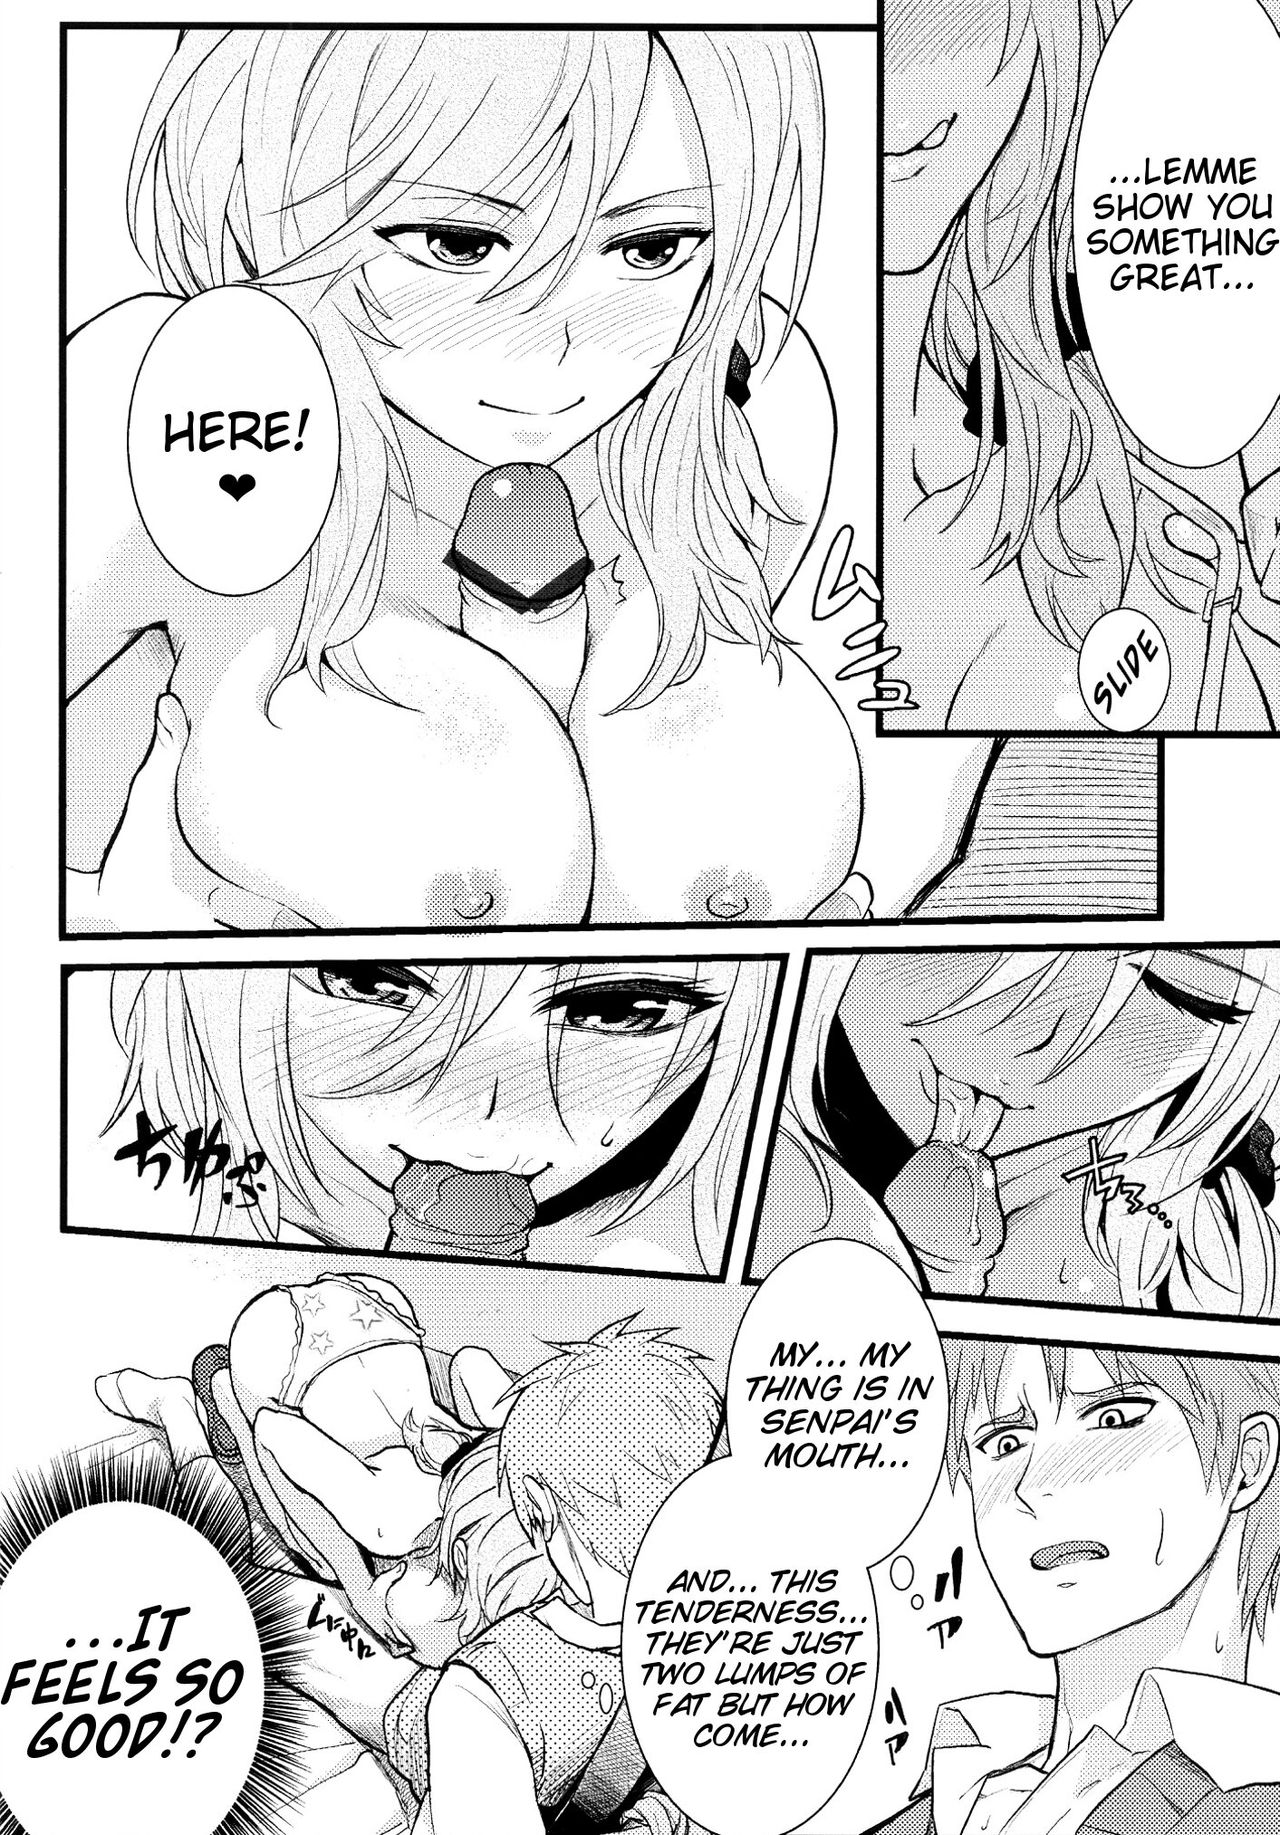 ...LEMME
SHOW YOU
SOMETHING
GREAT...
SLIDE
HERE!
♥
ムニュ
ちゅぷ
MY... MY
THING IS IN
SENPAI'S
MOUTH...
AND... THIS
TENDERNESS...
THEY'RE JUST
TWO LUMPS OF
FAT BUT HOW
COME...
...IT
FEELS SO
GOOD!?